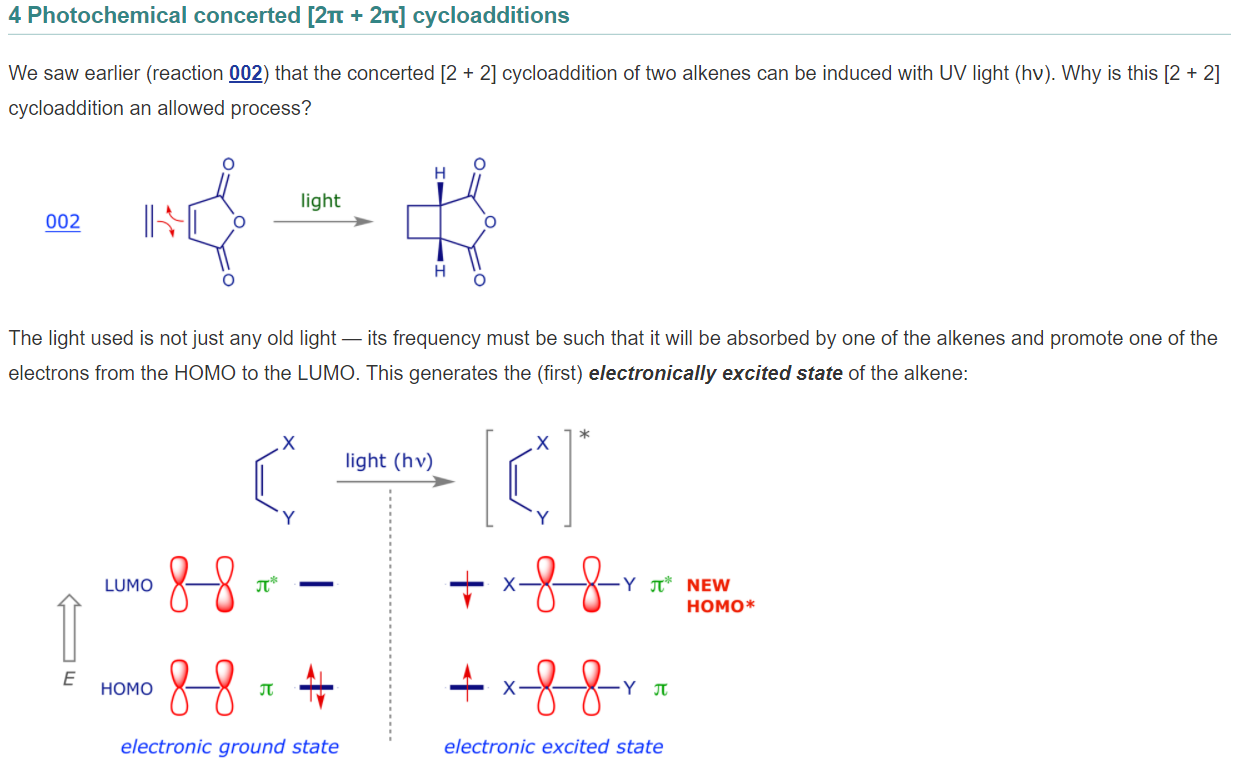 4 Photochemical concerted [2π + 2π] cycloadditions
We saw earlier (reaction 002) that the concerted [2 + 2] cycloaddition of two alkenes can be induced with UV light (hν). Why is this [2 + 2]
cycloaddition an allowed process?
O
H O
light
002 O O
H
O O
The light used is not just any old light — its frequency must be such that it will be absorbed by one of the alkenes and promote one of the
electrons from the HOMO to the LUMO. This generates the (first) electronically excited state of the alkene:
X X *
light (hν)
Y Y
LUMO π* X Y π* NEW
HOMO*
E
HOMO π X Y π
electronic ground state electronic excited state